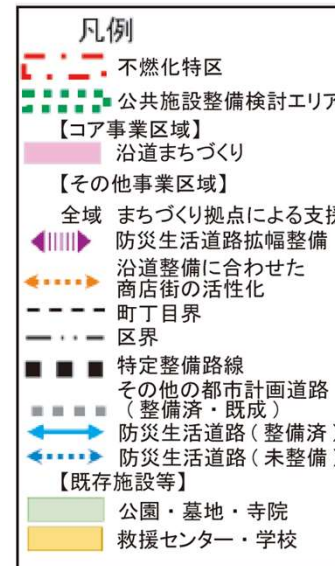 凡例
不燃化特区
公共施設整備検討エリア
【コア事業区域】
沿道まちづくり
【その他事業区域】
全域 まちづくり拠点による支援
防災生活道路拡幅整備
沿道整備に合わせた
商店街の活性化
町丁目界
区界
特定整備路線
その他の都市計画道路
(整備済・既成)
防災生活道路(整備済)
防災生活道路(未整備)
【既存施設等】
公園・墓地・寺院
救援センター・学校